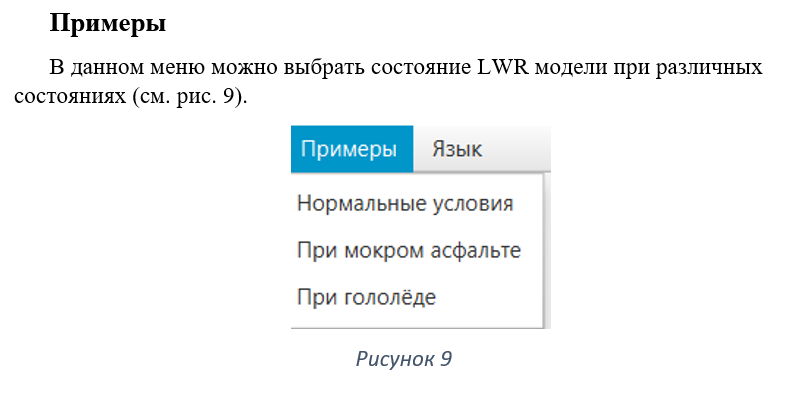 Примеры
В данном меню можно выбрать состояние LWR модели при различных
состояниях (см. рис. 9).
Примеры Язык
Нормальные условия
При мокром асфальте
При гололёде
Рисунок 9